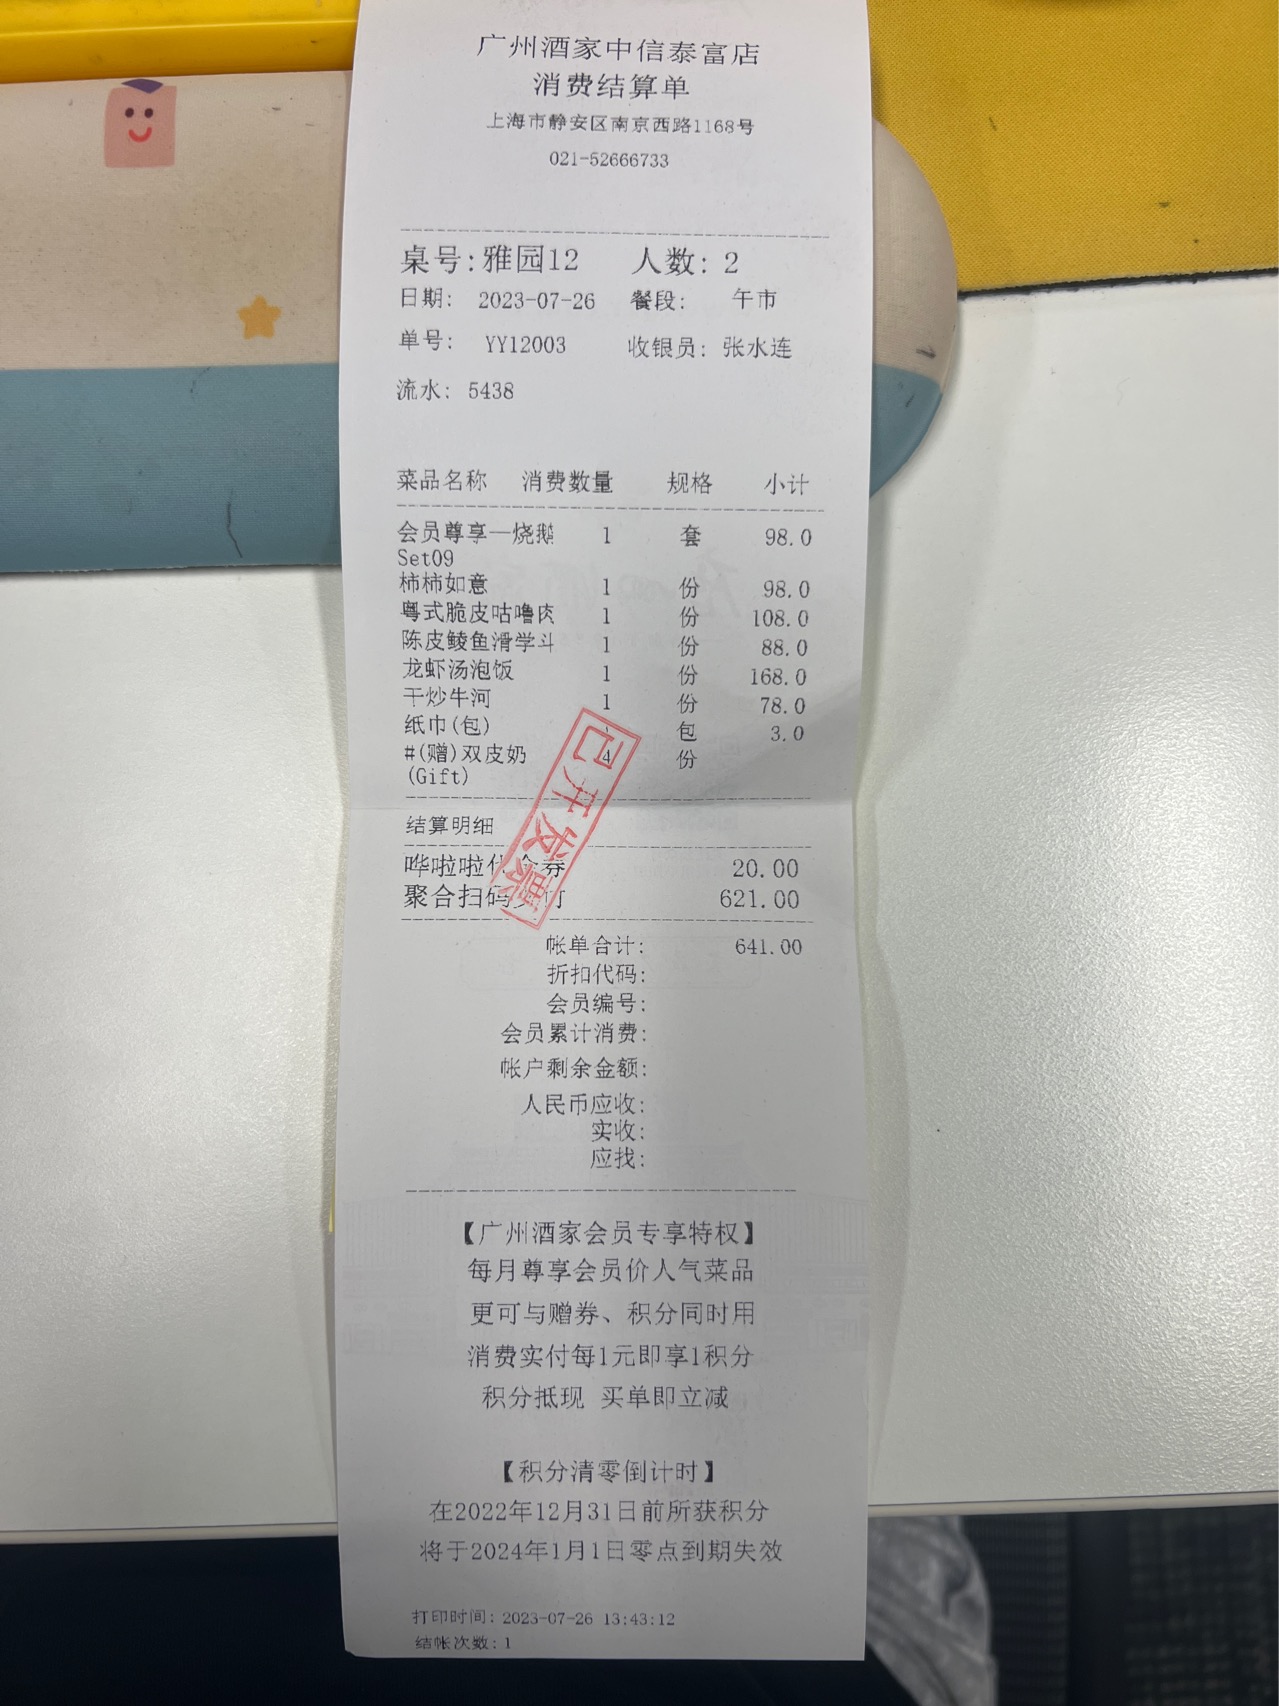 广州酒家中信泰富店
消费结算单
上海市静安区南京西路1168号
021-52666733
桌号:雅园12 人数: 2
日期: 2023-07-26 餐段: 午市
单号: YY12003 收银员: 张水连
流水: 5438
菜品名称 消费数量 规格 小计
会员尊享—烧鹅 1 套 98.0
Set09
柿柿如意 1 份 98.0
粤式脆皮咕噜肉 1 份 108.0
陈皮鲮鱼滑学斗 1 份 88.0
龙虾汤泡饭 1 份 168.0
干炒牛河 1 份 78.0
纸巾(包) 包 3.0
#(赠)双皮奶 4 份
(Gift)
已开发票
结算明细
哗啦啦代金券 20.00
聚合扫码支付 621.00
帐单合计: 641.00
折扣代码:
会员编号:
会员累计消费:
帐户剩余金额:
人民币应收:
实收:
应找:
【广州酒家会员专享特权】
每月尊享会员价人气菜品
更可与赠券、积分同时用
消费实付每1元即享1积分
积分抵现 买单即立减
【积分清零倒计时】
在2022年12月31日前所获积分
将于2024年1月1日零点到期失效
打印时间: 2023-07-26 13:43:12
结帐次数: 1